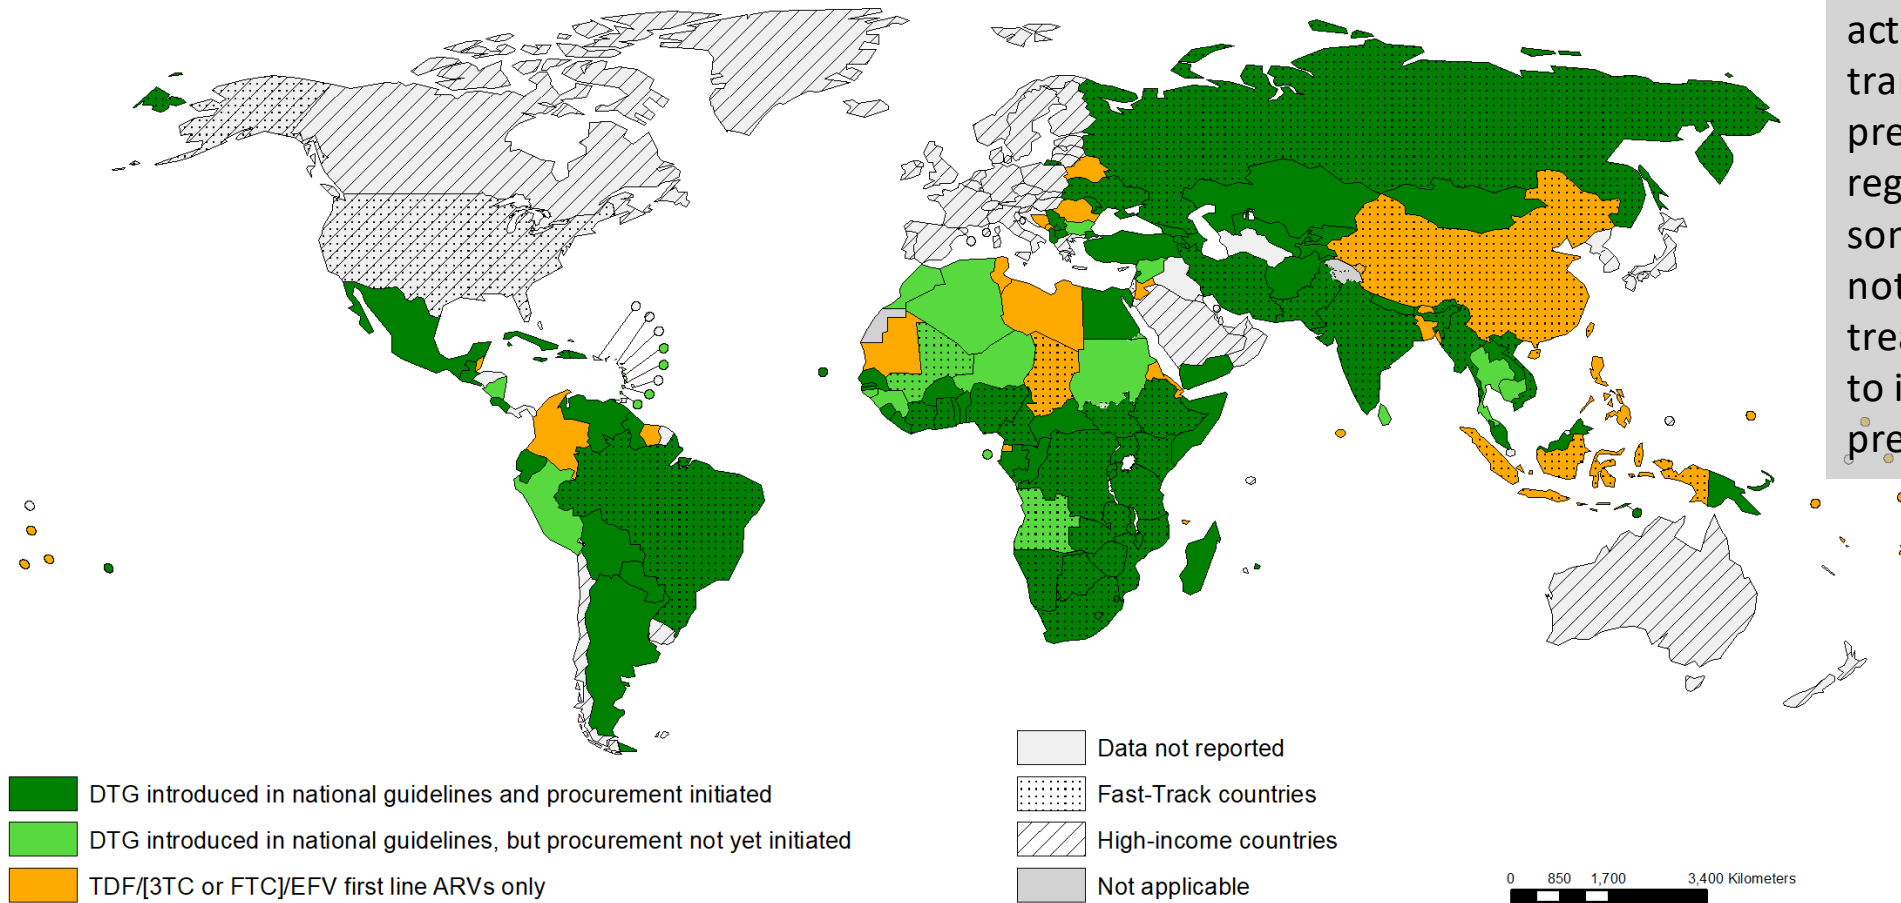 act
tra
pre
reg
son
not
trea
to i
pre
Data not reported
DTG introduced in national guidelines and procurement initiated
Fast-Track countries
DTG introduced in national guidelines, but procurement not yet initiated
High-income countries
TDF/[3TC or FTC]/EFV first line ARVs only
Not applicable
0 850 1,700 3,400 Kilometers